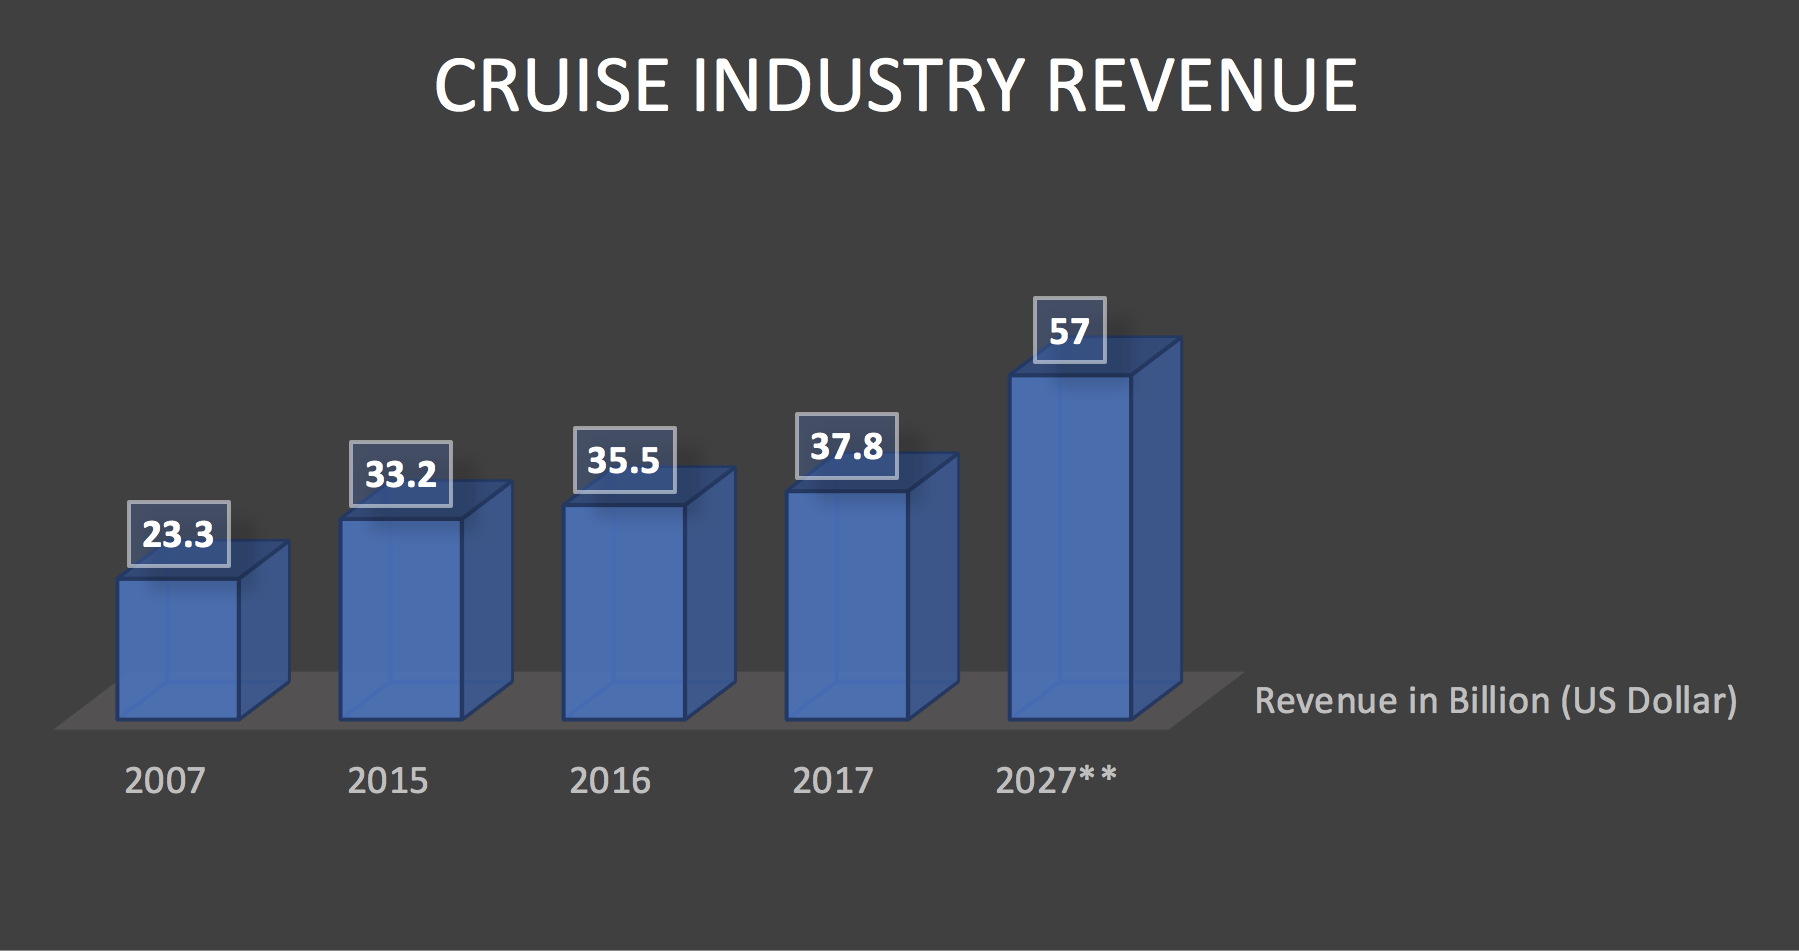 CRUISE INDUSTRY REVENUE
57
37.8
35.5
33.2
23.3
Revenue in Billion (US Dollar)
2007 2015 2016 2017 2027**